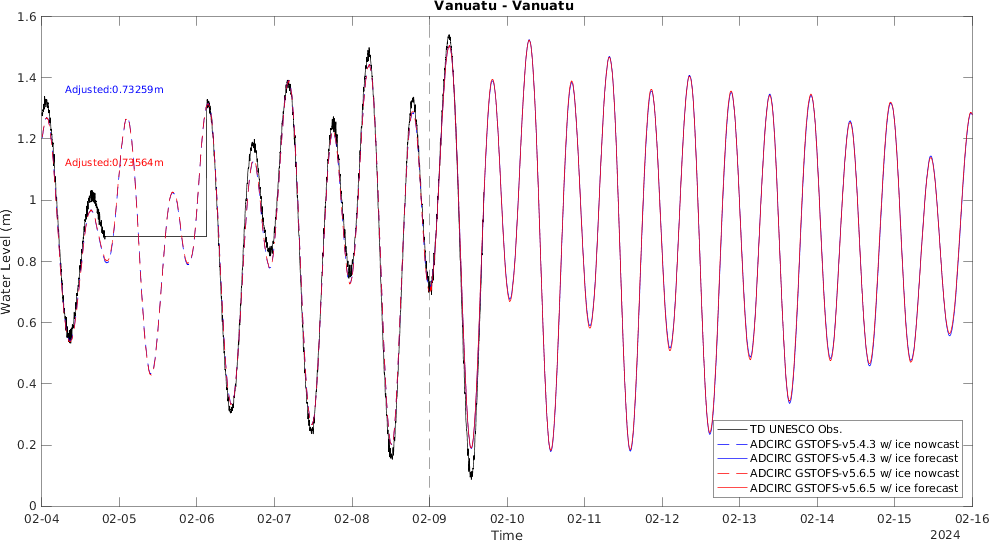 Vanuatu - Vanuatu
1.6
1.4
1.2
1
0.8
0.6
0.4
0.2
0
Water Level (m)
Adjusted:0.73259m
Adjusted:0.73564m
TD UNESCO Obs.
ADCIRC GSTOFS-v5.4.3 w/ ice nowcast
ADCIRC GSTOFS-v5.4.3 w/ ice forecast
ADCIRC GSTOFS-v5.6.5 w/ ice nowcast
ADCIRC GSTOFS-v5.6.5 w/ ice forecast
02-04 02-05 02-06 02-07 02-08 02-09 02-10 02-11 02-12 02-13 02-14 02-15 02-16
Time
2024